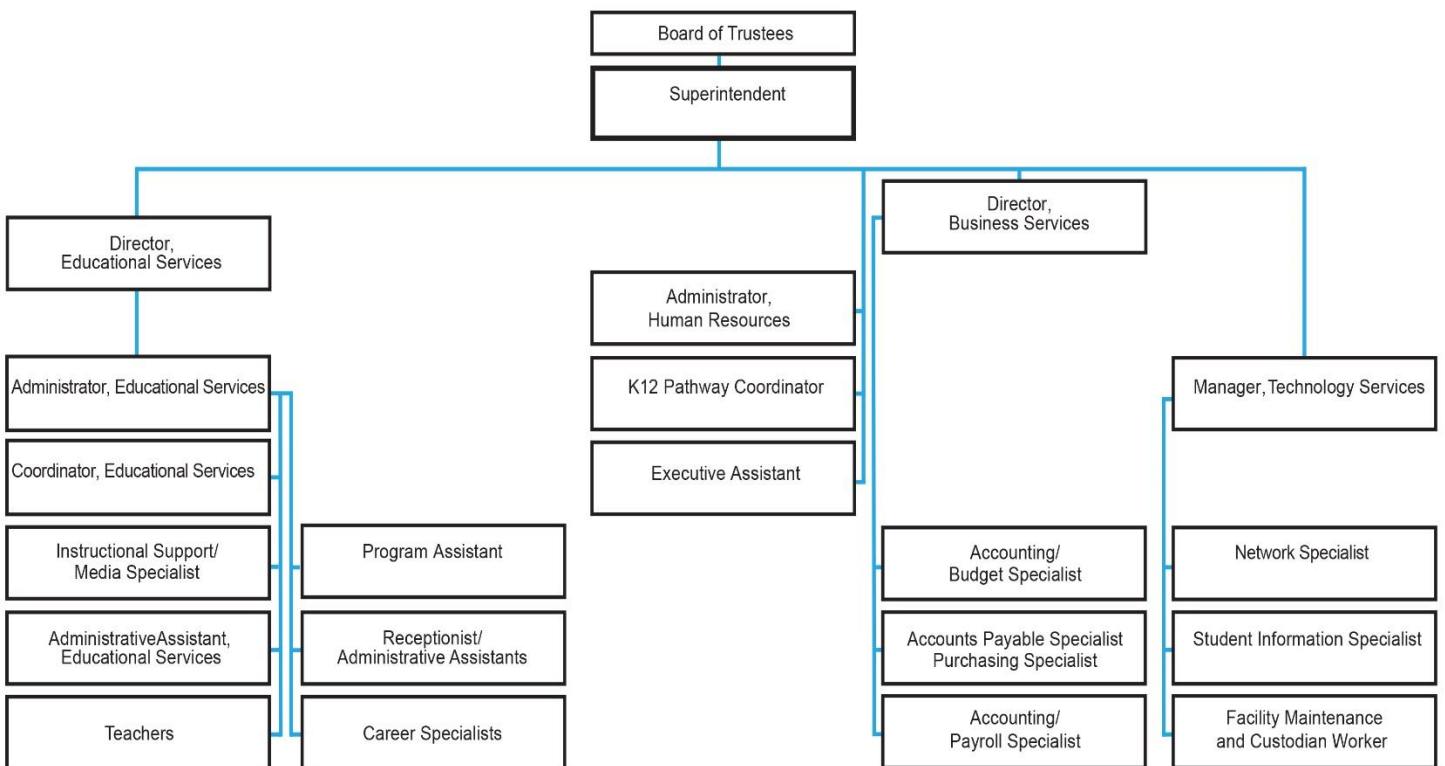 Board of Trustees
Superintendent
Director,
Educational Services
Director,
Business Services
Administrator,
Human Resources
Administrator, Educational Services
K12 Pathway Coordinator
Manager, Technology Services
Coordinator, Educational Services
Executive Assistant
Instructional Support/
Media Specialist
Program Assistant
Accounting/
Budget Specialist
Network Specialist
AdministrativeAssistant,
Educational Services
Receptionist/
Administrative Assistants
Accounts Payable Specialist
Purchasing Specialist
Student Information Specialist
Teachers
Career Specialists
Accounting/
Payroll Specialist
Facility Maintenance
and Custodian Worker